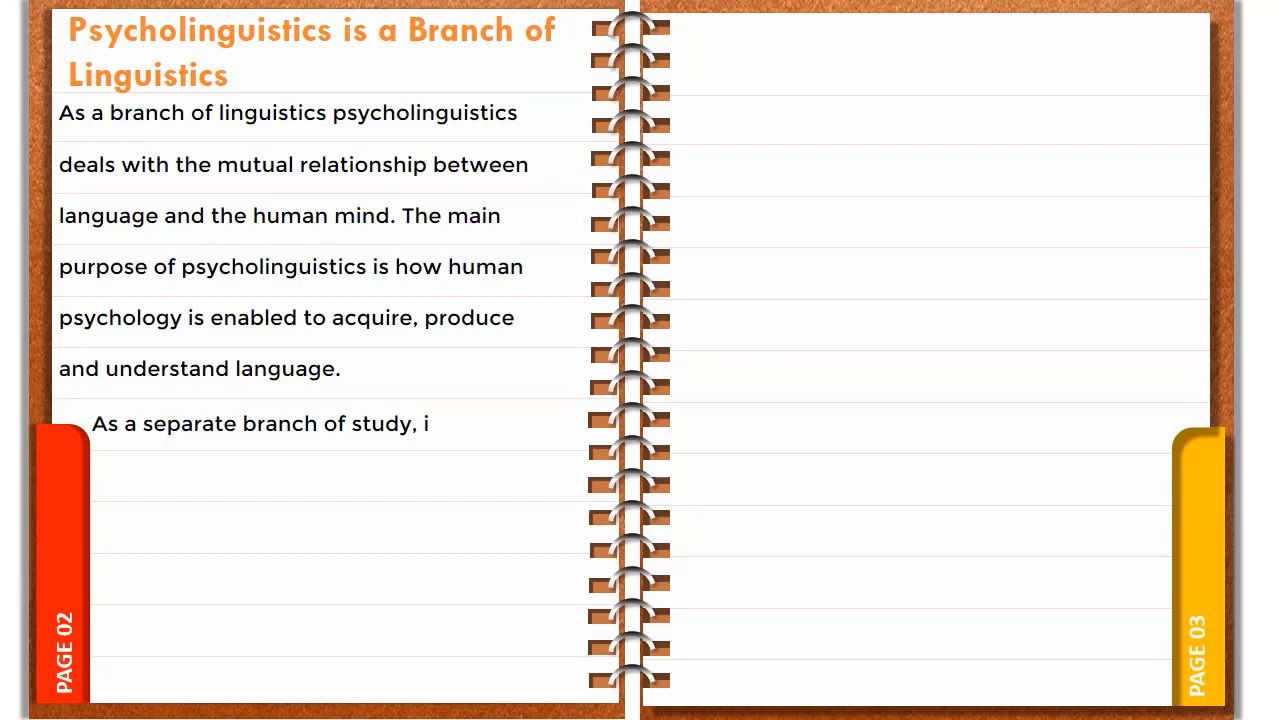 Psycholinguistics is a Branch of
Linguistics
As a branch of linguistics psycholinguistics
deals with the mutual relationship between
language and the human mind. The main
purpose of psycholinguistics is how human
psychology is enabled to acquire, produce
and understand language.
As a separate branch of study, i
PAGE 02
PAGE 03